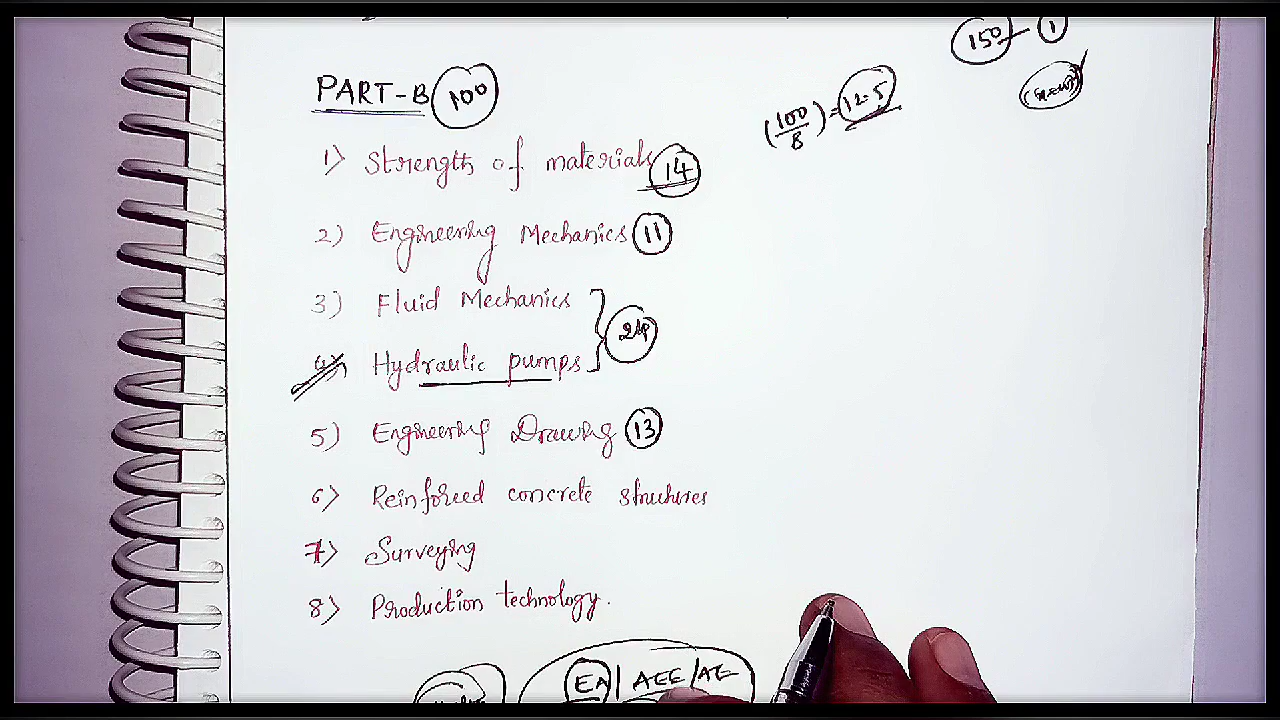 150 — 1
PART-B 100
(100/8) = 12.5
1) Strength of materials 14
2) Engineering Mechanics 11
3) Fluid Mechanics
24
4) Hydraulic pumps
5) Engineering Drawing 13
6) Reinforced concrete structures
7) Surveying
8) Production technology.
EA / AEE / AE